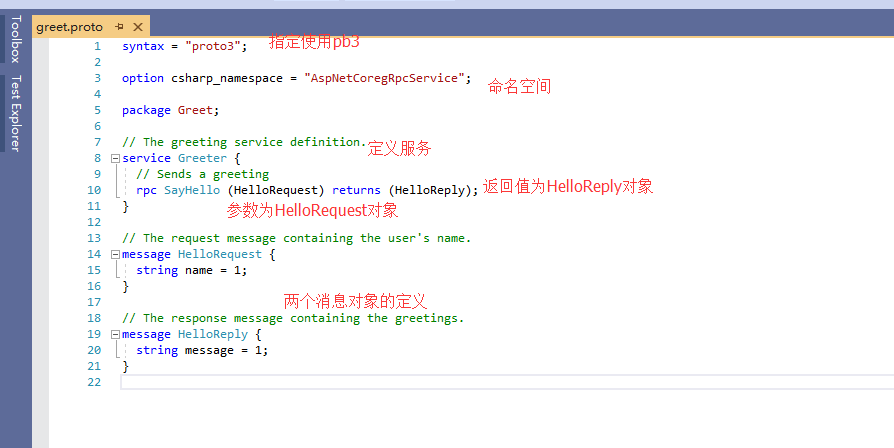 greet.proto
Toolbox
Test Explorer
1 syntax = "proto3"; 指定使用pb3
2
3 option csharp_namespace = "AspNetCoregRpcService"; 命名空间
4
5 package Greet;
6
7 // The greeting service definition. 定义服务
8 service Greeter {
9 // Sends a greeting
10 rpc SayHello (HelloRequest) returns (HelloReply); 返回值为HelloReply对象
11 } 参数为HelloRequest对象
12
13 // The request message containing the user's name.
14 message HelloRequest {
15 string name = 1;
16 }
17 两个消息对象的定义
18 // The response message containing the greetings.
19 message HelloReply {
20 string message = 1;
21 }
22